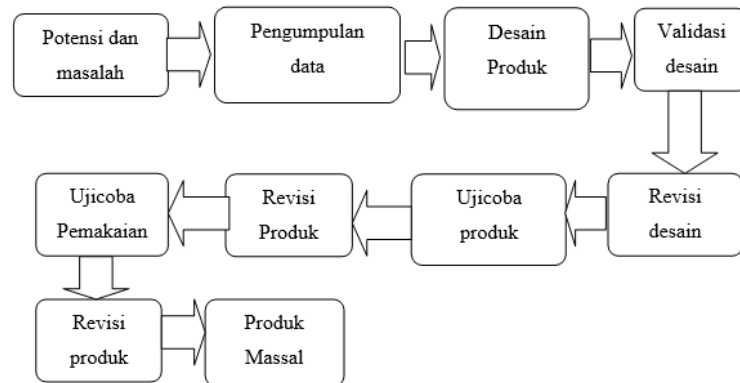 Potensi dan
masalah
Pengumpulan
data
Desain
Produk
Validasi
desain
Revisi
desain
Ujicoba
produk
Revisi
Produk
Ujicoba
Pemakaian
Revisi
produk
Produk
Massal